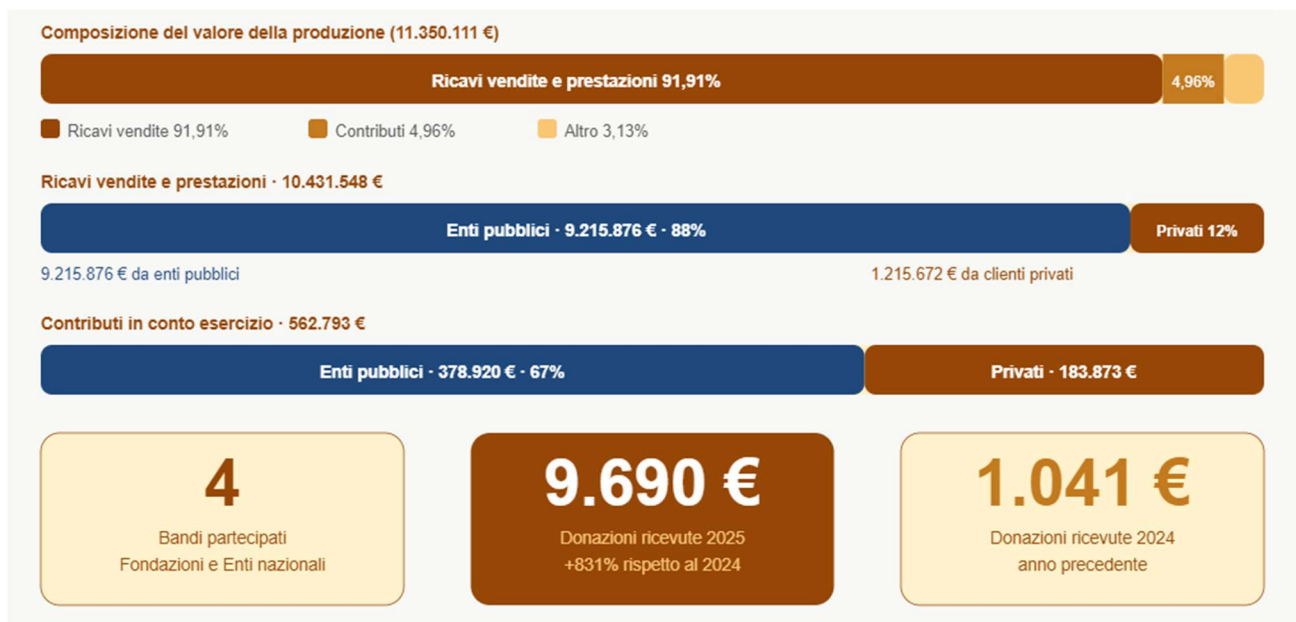 Composizione del valore della produzione (11.350.111 €)
Ricavi vendite e prestazioni 91,91%
4,96%
Ricavi vendite 91,91%
Contributi 4,96%
Altro 3,13%
Ricavi vendite e prestazioni · 10.431.548 €
Enti pubblici · 9.215.876 € · 88%
Privati 12%
9.215.876 € da enti pubblici
1.215.672 € da clienti privati
Contributi in conto esercizio · 562.793 €
Enti pubblici · 378.920 € · 67%
Privati · 183.873 €
4
Bandi partecipati
Fondazioni e Enti nazionali
9.690 €
Donazioni ricevute 2025
+831% rispetto al 2024
1.041 €
Donazioni ricevute 2024
anno precedente